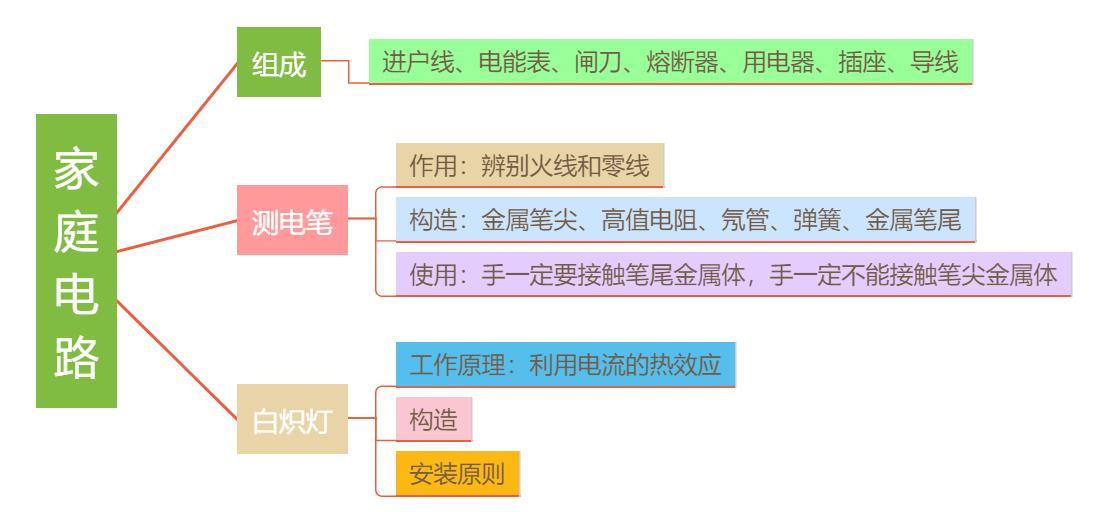 家庭电路
组成
进户线、电能表、闸刀、熔断器、用电器、插座、导线
测电笔
作用：辨别火线和零线
构造：金属笔尖、高值电阻、氖管、弹簧、金属笔尾
使用：手一定要接触笔尾金属体，手一定不能接触笔尖金属体
白炽灯
工作原理：利用电流的热效应
构造
安装原则